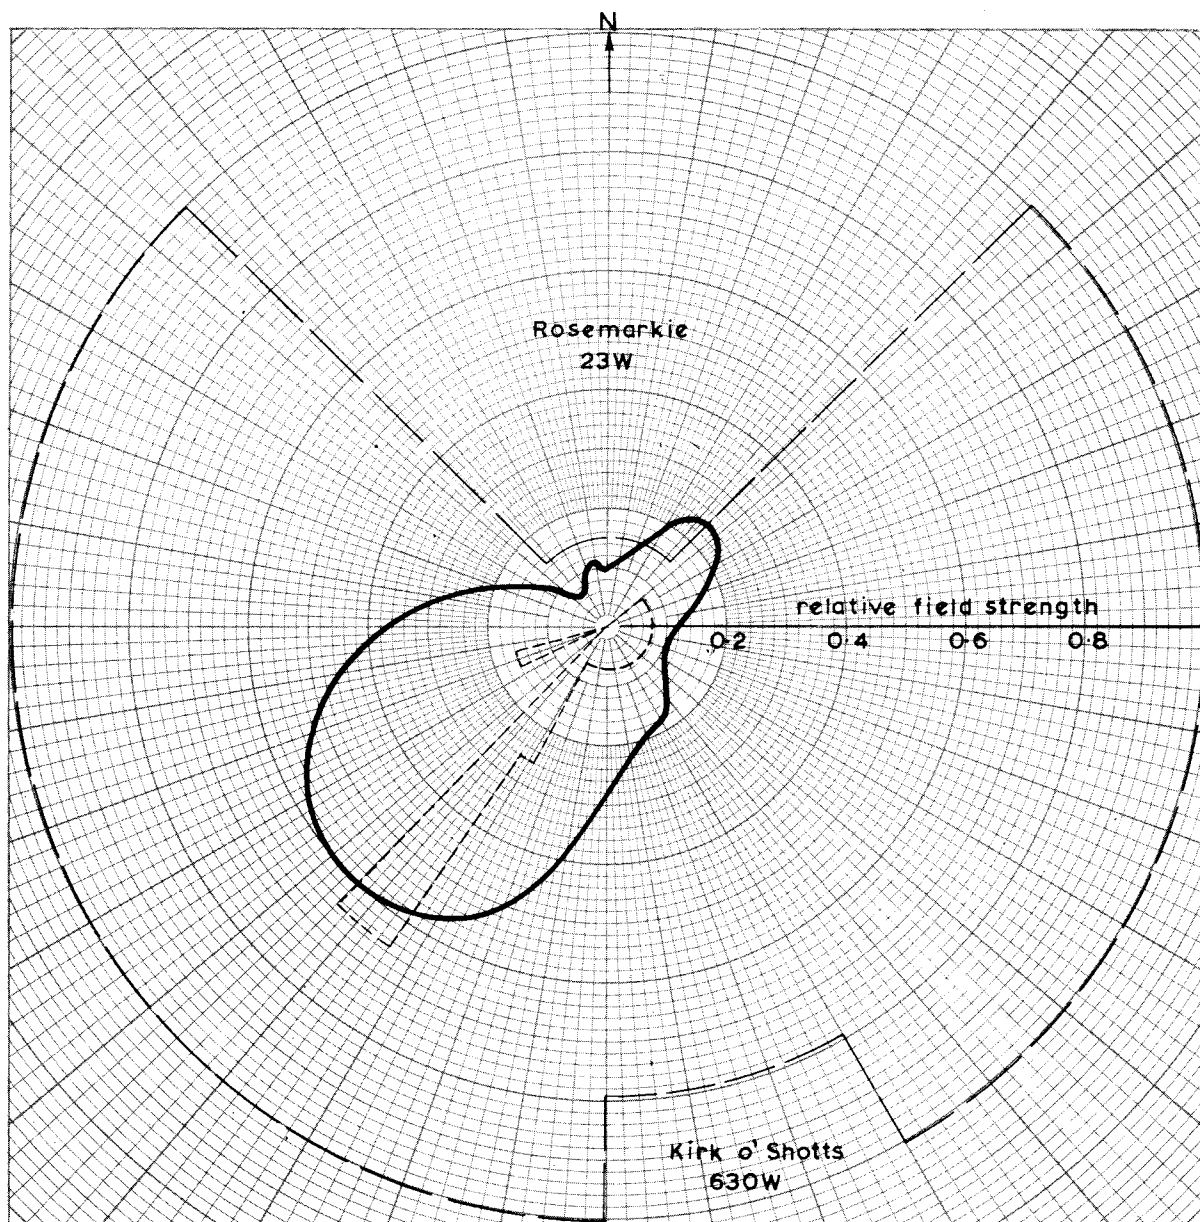 N
Rosemarkie
23W
relative field strength
0·2 0·4 0·6 0·8
Kirk o' Shotts
630W